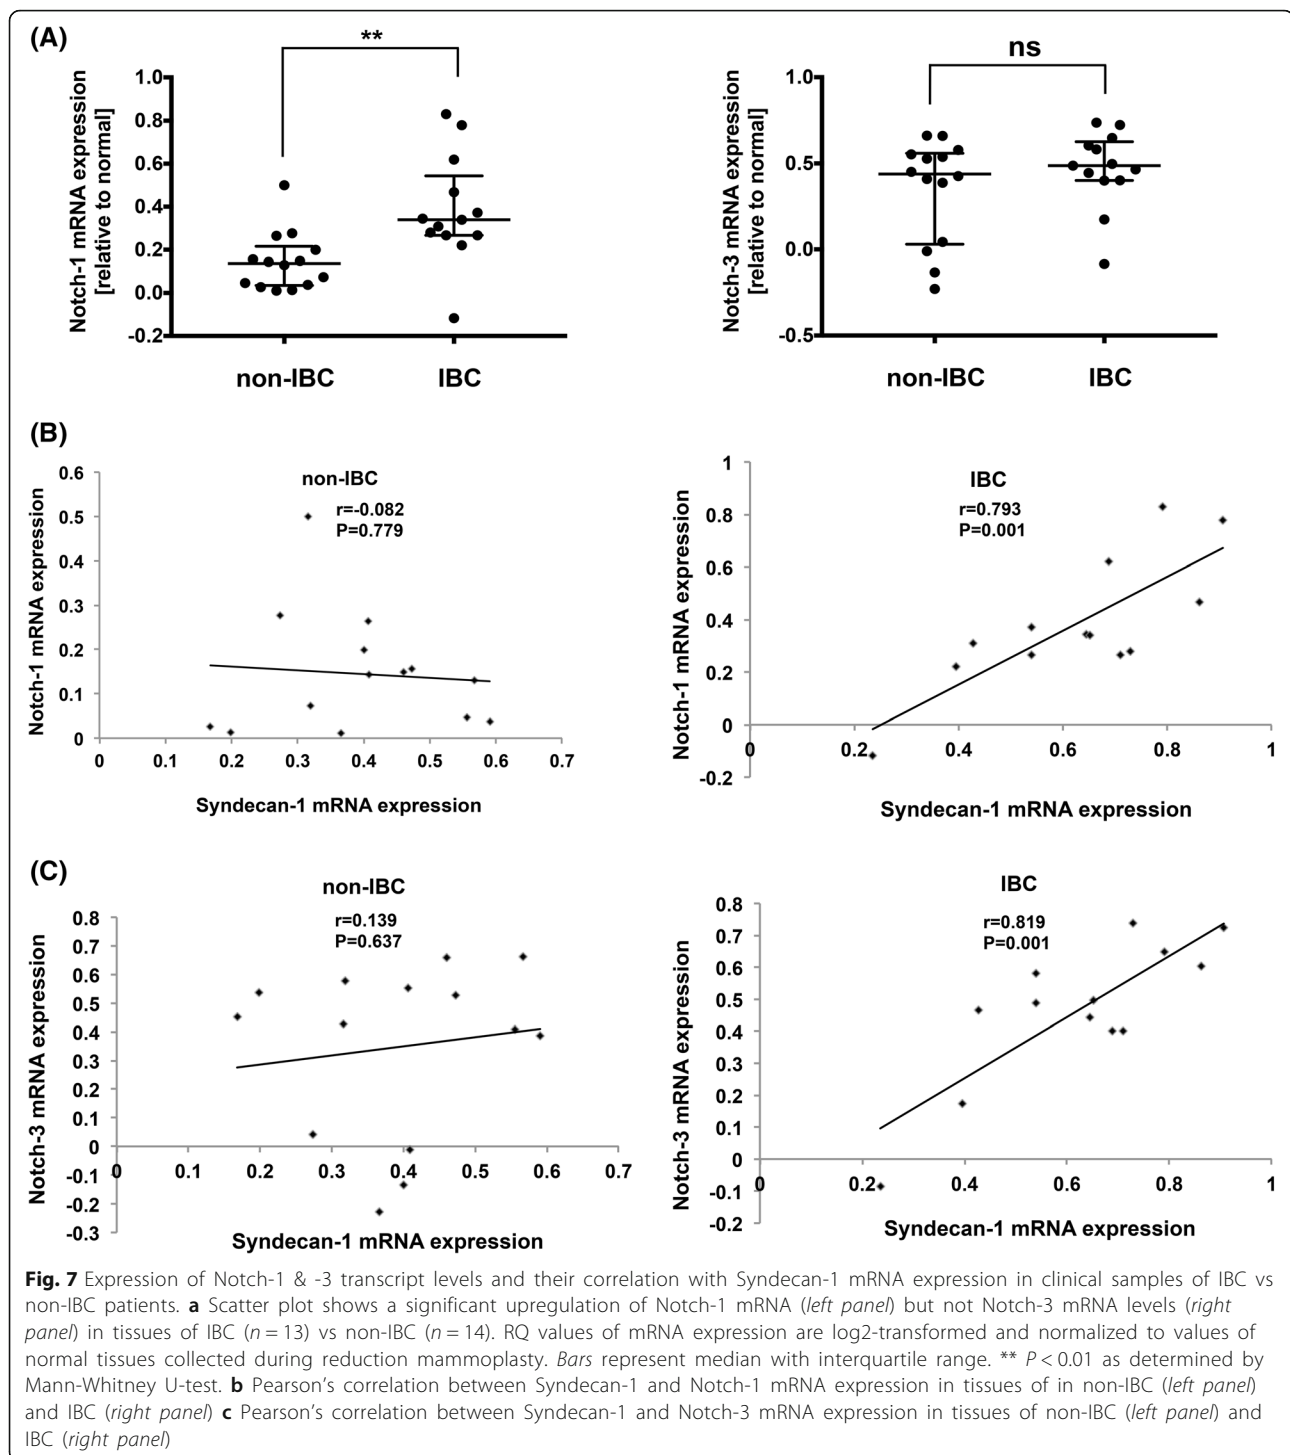 (A)
**
Notch-1 mRNA expression
[relative to normal]
1.0
0.8
0.6
0.4
0.2
0.0
-0.2
non-IBC IBC
ns
Notch-3 mRNA expression
[relative to normal]
1.0
0.5
0.0
-0.5
non-IBC IBC
(B)
non-IBC
r=-0.082
P=0.779
Notch-1 mRNA expression
0.6
0.5
0.4
0.3
0.2
0.1
0
0 0.1 0.2 0.3 0.4 0.5 0.6 0.7
Syndecan-1 mRNA expression
IBC
r=0.793
P=0.001
Notch-1 mRNA expression
1
0.8
0.6
0.4
0.2
0
-0.2
0 0.2 0.4 0.6 0.8 1
Syndecan-1 mRNA expression
(C)
non-IBC
r=0.139
P=0.637
Notch-3 mRNA expression
0.8
0.7
0.6
0.5
0.4
0.3
0.2
0.1
0
-0.1
-0.2
-0.3
0 0.1 0.2 0.3 0.4 0.5 0.6 0.7
Syndecan-1 mRNA expression
IBC
r=0.819
P=0.001
Notch-3 mRNA expression
0.8
0.7
0.6
0.5
0.4
0.3
0.2
0.1
0
-0.1
-0.2
0 0.2 0.4 0.6 0.8 1
Syndecan-1 mRNA expression
Fig. 7 Expression of Notch-1 & -3 transcript levels and their correlation with Syndecan-1 mRNA expression in clinical samples of IBC vs
non-IBC patients. a Scatter plot shows a significant upregulation of Notch-1 mRNA (left panel) but not Notch-3 mRNA levels (right
panel) in tissues of IBC (n = 13) vs non-IBC (n = 14). RQ values of mRNA expression are log2-transformed and normalized to values of
normal tissues collected during reduction mammoplasty. Bars represent median with interquartile range. ** P < 0.01 as determined by
Mann-Whitney U-test. b Pearson's correlation between Syndecan-1 and Notch-1 mRNA expression in tissues of in non-IBC (left panel)
and IBC (right panel) c Pearson's correlation between Syndecan-1 and Notch-3 mRNA expression in tissues of non-IBC (left panel) and
IBC (right panel)